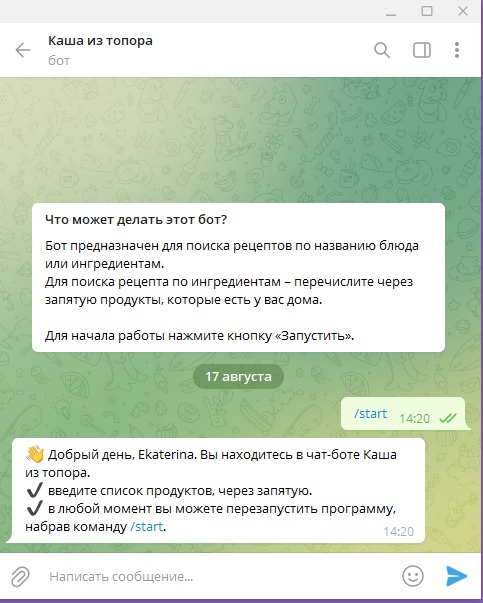 Каша из топора
бот
Что может делать этот бот?
Бот предназначен для поиска рецептов по названию блюда
или ингредиентам.
Для поиска рецепта по ингредиентам – перечислите через
запятую продукты, которые есть у вас дома.
Для начала работы нажмите кнопку «Запустить».
17 августа
/start 14:20
👋 Добрый день, Ekaterina. Вы находитесь в чат-боте Каша
из топора.
✔ введите список продуктов, через запятую.
✔ в любой момент вы можете перезапустить программу,
набрав команду /start.
14:20
Написать сообщение...